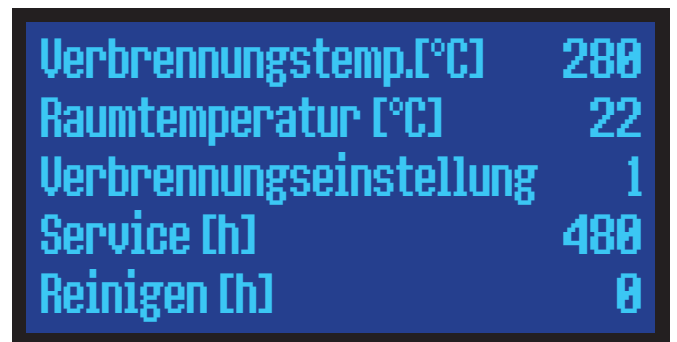 Verbrennungstemp.[°C] 280
Raumtemperatur [°C] 22
Verbrennungseinstellung 1
Service [h] 480
Reinigen [h] 0